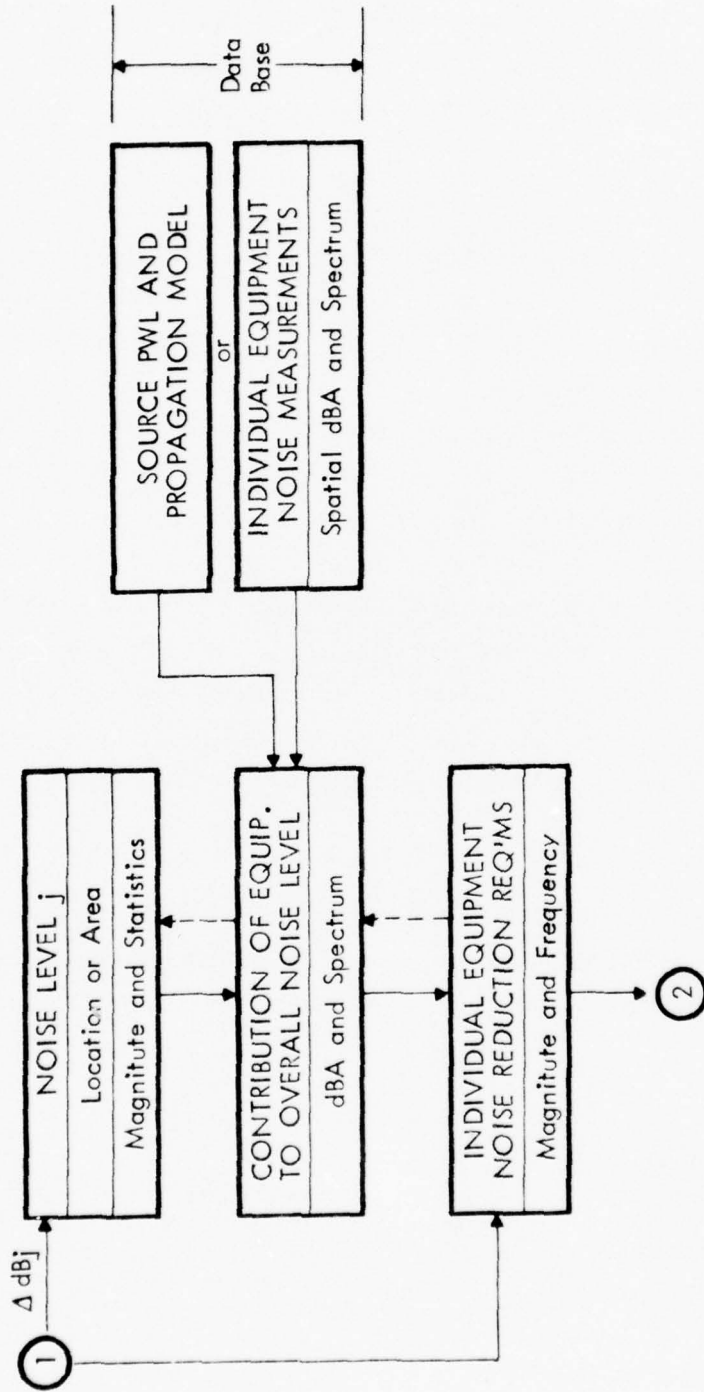 1
Δ dBj
NOISE LEVEL j
Location or Area
Magnitute and Statistics
CONTRIBUTION OF EQUIP.
TO OVERALL NOISE LEVEL
dBA and Spectrum
INDIVIDUAL EQUIPMENT
NOISE REDUCTION REQ'MS
Magnitute and Frequency
2
SOURCE PWL AND
PROPAGATION MODEL
or
INDIVIDUAL EQUIPMENT
NOISE MEASUREMENTS
Spatial dBA and Spectrum
Data
Base